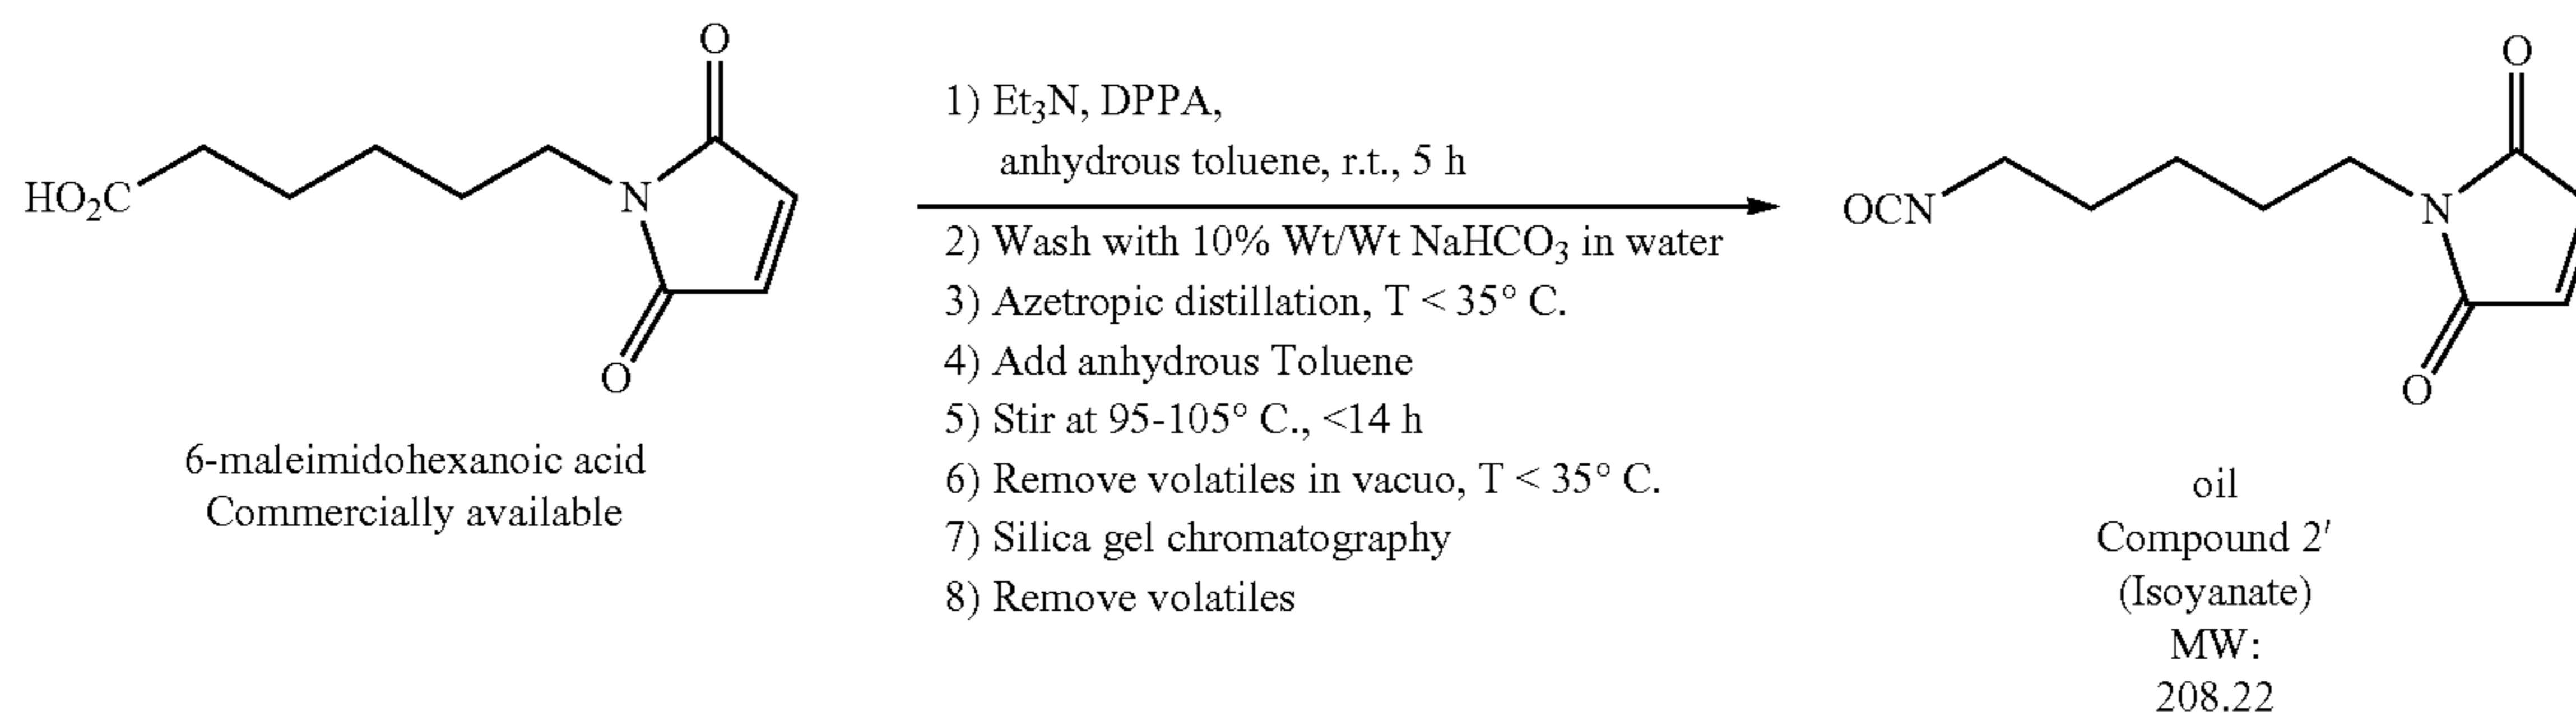 O
HO₂C
N
O
6-maleimidohexanoic acid
Commercially available
1) Et₃N, DPPA,
anhydrous toluene, r.t., 5 h
2) Wash with 10% Wt/Wt NaHCO₃ in water
3) Azetropic distillation, T < 35° C.
4) Add anhydrous Toluene
5) Stir at 95-105° C., <14 h
6) Remove volatiles in vacuo, T < 35° C.
7) Silica gel chromatography
8) Remove volatiles
O
OCN
N
O
oil
Compound 2′
(Isoyanate)
MW:
208.22